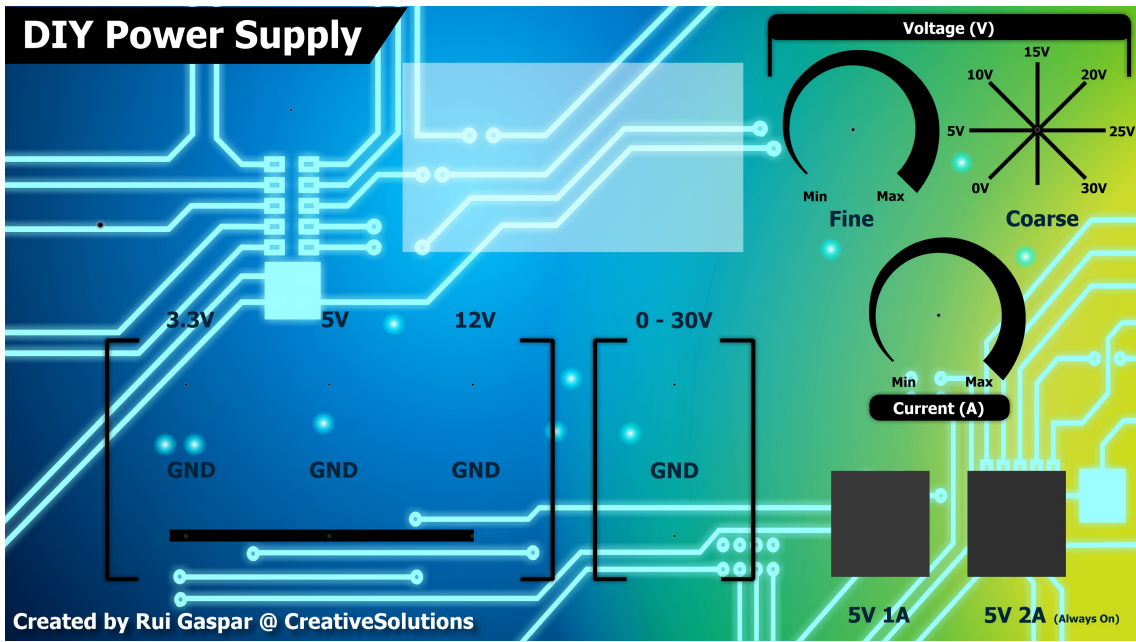 DIY Power Supply
Voltage (V)
15V
10V
20V
5V
25V
0V
30V
Min
Max
Fine
Coarse
3.3V
5V
12V
0 - 30V
Min
Max
Current (A)
GND
GND
GND
GND
5V 1A
5V 2A (Always On)
Created by Rui Gaspar @ CreativeSolutions